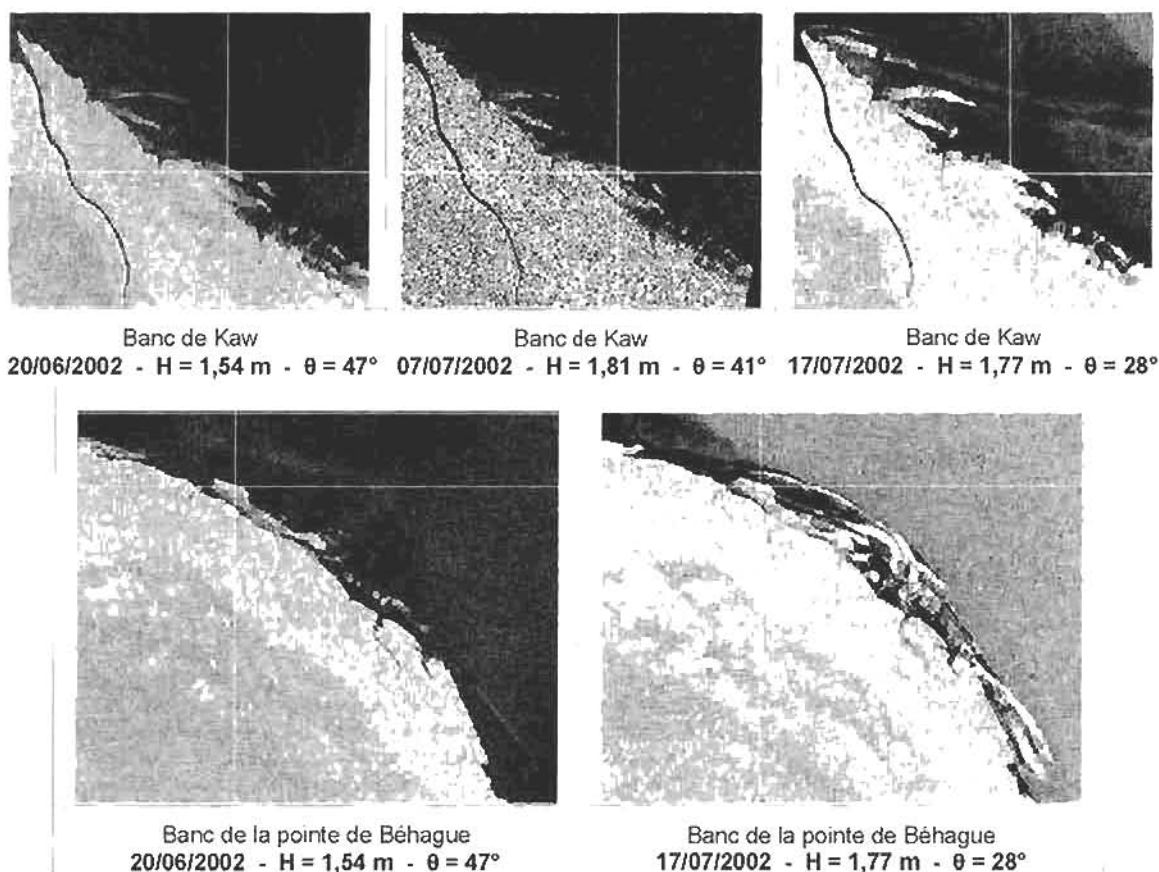 Banc de Kaw
20/06/2002 - H = 1,54 m - θ = 47°
Banc de Kaw
07/07/2002 - H = 1,81 m - θ = 41°
Banc de Kaw
17/07/2002 - H = 1,77 m - θ = 28°
Banc de la pointe de Béhague
20/06/2002 - H = 1,54 m - θ = 47°
Banc de la pointe de Béhague
17/07/2002 - H = 1,77 m - θ = 28°